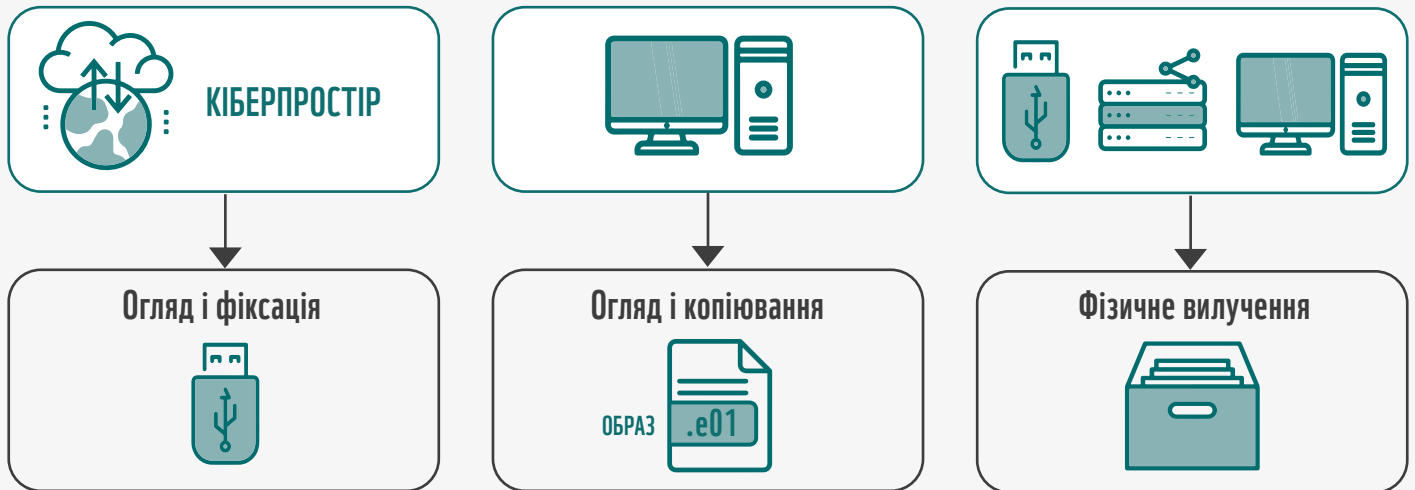 КІБЕРПРОСТІР
Огляд і фіксація
Огляд і копіювання
ОБРАЗ
.e01
Фізичне вилучення